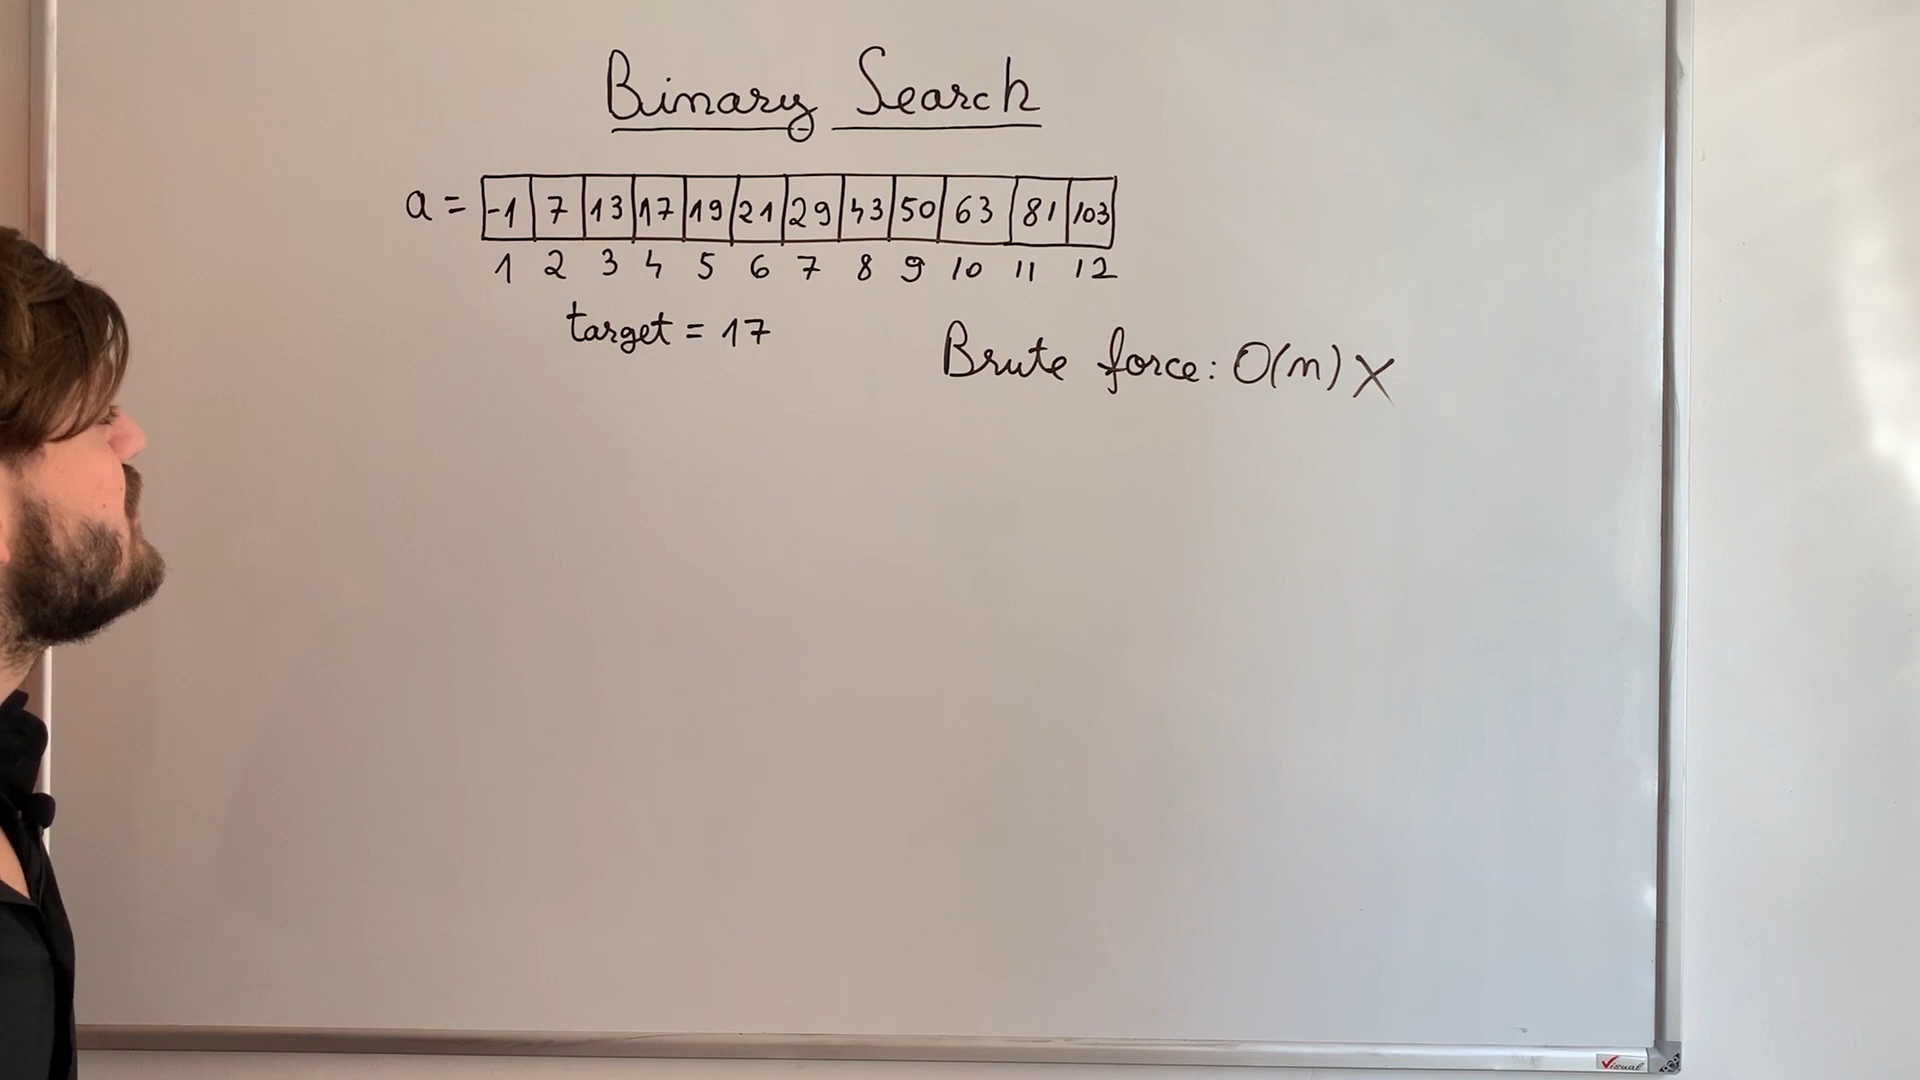 Binary Search
a = -1 7 13 17 19 21 29 43 50 63 81 103
1 2 3 4 5 6 7 8 9 10 11 12
target = 17
Brute force: O(n) X
Visual